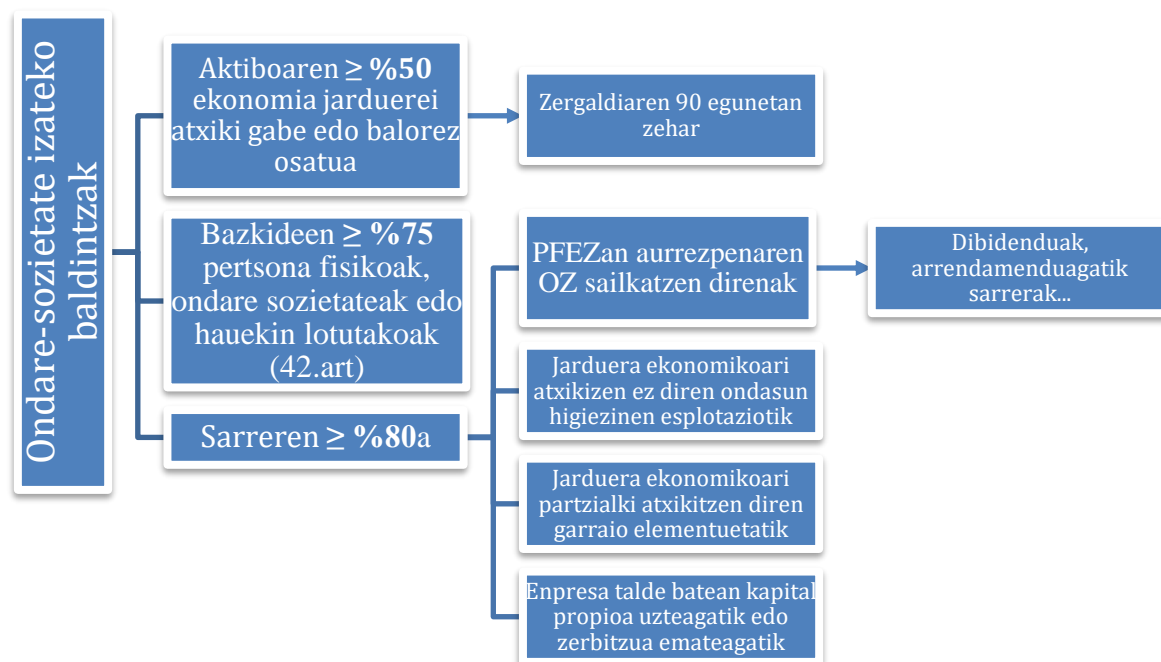 Ondare-sozietate izateko
baldintzak
Aktiboaren ≥ %50
ekonomia jarduerei
atxiki gabe edo balorez
osatua
Zergaldiaren 90 egunetan
zehar
Bazkideen ≥ %75
pertsona fisikoak,
ondare sozietateak edo
hauekin lotutakoak
(42.art)
Sarreren ≥ %80a
PFEZan aurrezpenaren
OZ sailkatzen direnak
Dibidenduak,
arrendamenduagatik
sarrerak...
Jarduera ekonomikoari
atxikizen ez diren ondasun
higiezinen esplotaziotik
Jarduera ekonomikoari
partzialki atxikitzen diren
garraio elementuetatik
Enpresa talde batean kapital
propioa uzteagatik edo
zerbitzua emateagatik